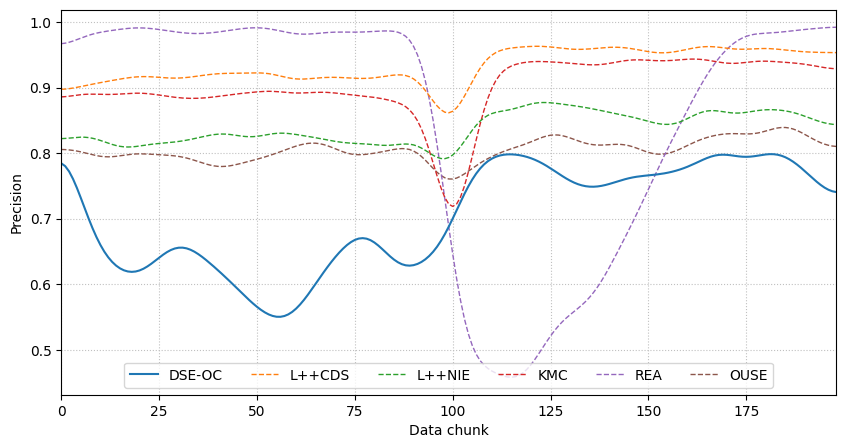 1.0
0.9
0.8
0.7
0.6
0.5
Precision
DSE-OC L++CDS L++NIE KMC REA OUSE
0 25 50 75 100 125 150 175
Data chunk